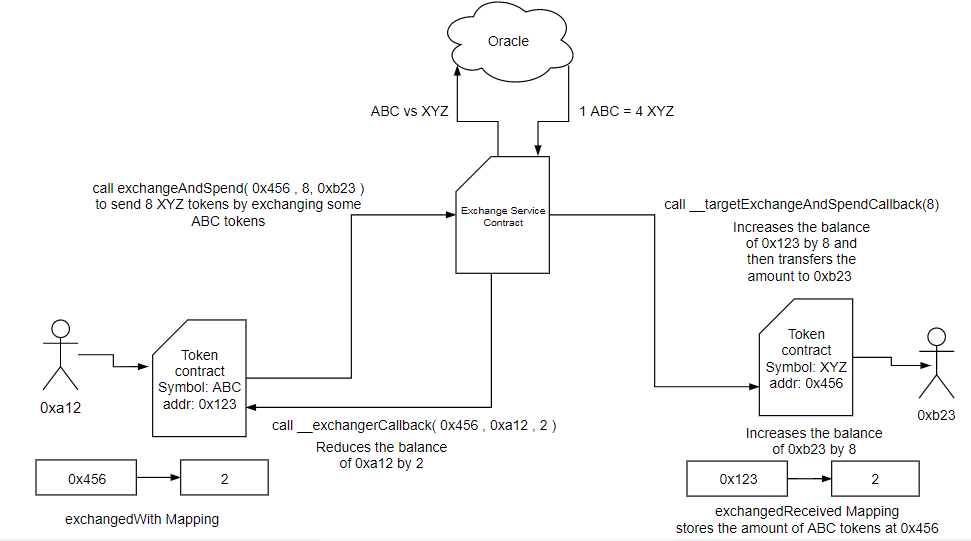 Oracle
ABC vs XYZ
1 ABC = 4 XYZ
call exchangeAndSpend( 0x456 , 8, 0xb23 )
to send 8 XYZ tokens by exchanging some
ABC tokens
Exchange Service
Contract
call __targetExchangeAndSpendCallback(8)
Increases the balance
of 0x123 by 8 and
then transfers the
amount to 0xb23
Token
contract
Symbol: ABC
addr: 0x123
0xa12
Token
contract
Symbol: XYZ
addr: 0x456
0xb23
call __exchangerCallback( 0x456 , 0xa12 , 2 )
Reduces the balance
of 0xa12 by 2
Increases the balance
of 0xb23 by 8
0x456
2
exchangedWith Mapping
0x123
2
exchangedReceived Mapping
stores the amount of ABC tokens at 0x456